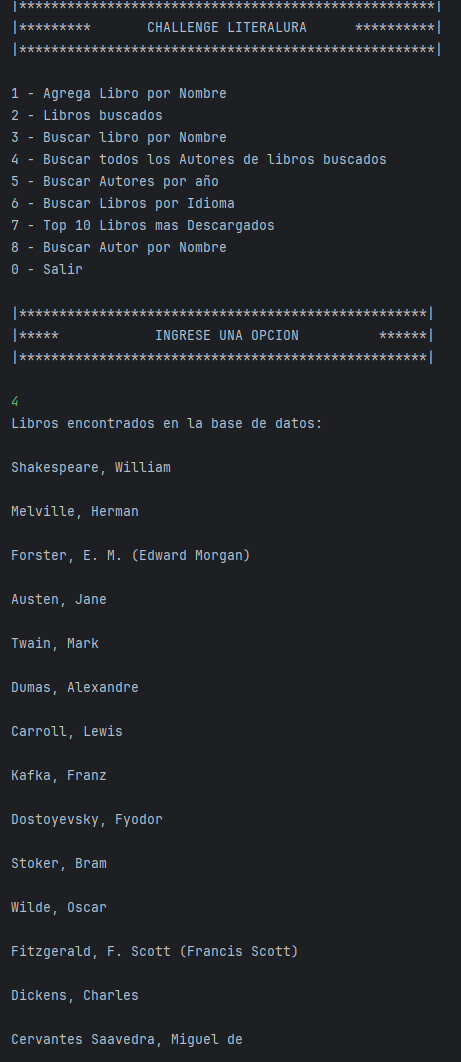 |****************************************************|
|*********       CHALLENGE LITERALURA      **********|
|****************************************************|
1 - Agrega Libro por Nombre
2 - Libros buscados
3 - Buscar libro por Nombre
4 - Buscar todos los Autores de libros buscados
5 - Buscar Autores por año
6 - Buscar Libros por Idioma
7 - Top 10 Libros mas Descargados
8 - Buscar Autor por Nombre
0 - Salir
|***************************************************|
|*****            INGRESE UNA OPCION          ******|
|***************************************************|
4
Libros encontrados en la base de datos:
Shakespeare, William
Melville, Herman
Forster, E. M. (Edward Morgan)
Austen, Jane
Twain, Mark
Dumas, Alexandre
Carroll, Lewis
Kafka, Franz
Dostoyevsky, Fyodor
Stoker, Bram
Wilde, Oscar
Fitzgerald, F. Scott (Francis Scott)
Dickens, Charles
Cervantes Saavedra, Miguel de